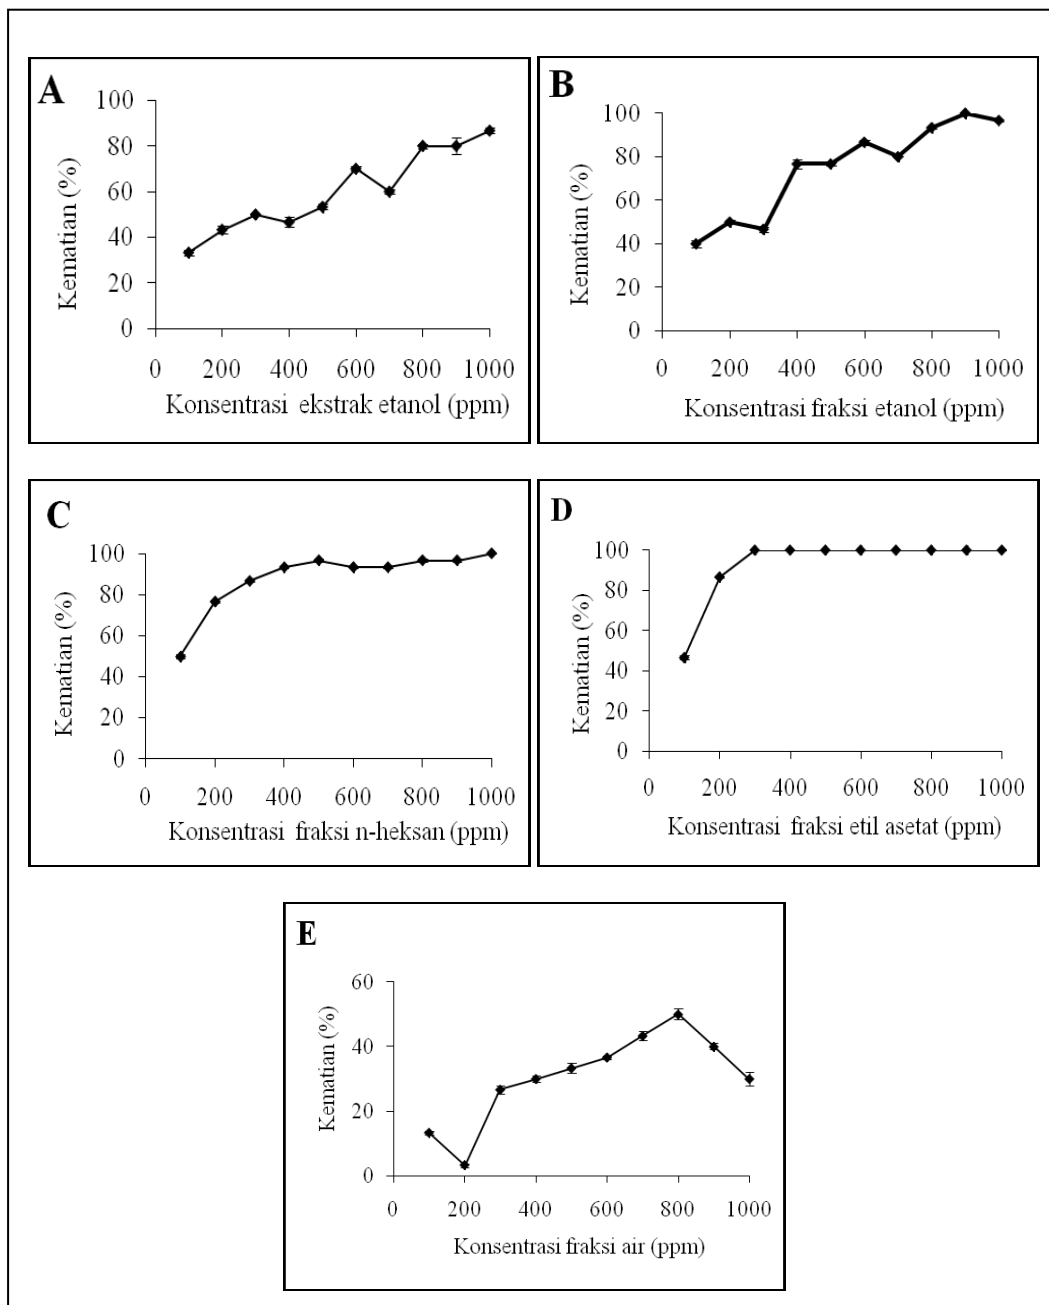 A
Kematian (%)
100
80
60
40
20
0
0 200 400 600 800 1000
Konsentrasi ekstrak etanol (ppm)
B
Kematian (%)
100
80
60
40
20
0
0 200 400 600 800 1000
Konsentrasi fraksi etanol (ppm)
C
Kematian (%)
100
80
60
40
20
0
0 200 400 600 800 1000
Konsentrasi fraksi n-heksan (ppm)
D
Kematian (%)
100
80
60
40
20
0
0 200 400 600 800 1000
Konsentrasi fraksi etil asetat (ppm)
E
Kematian (%)
60
40
20
0
0 200 400 600 800 1000
Konsentrasi fraksi air (ppm)